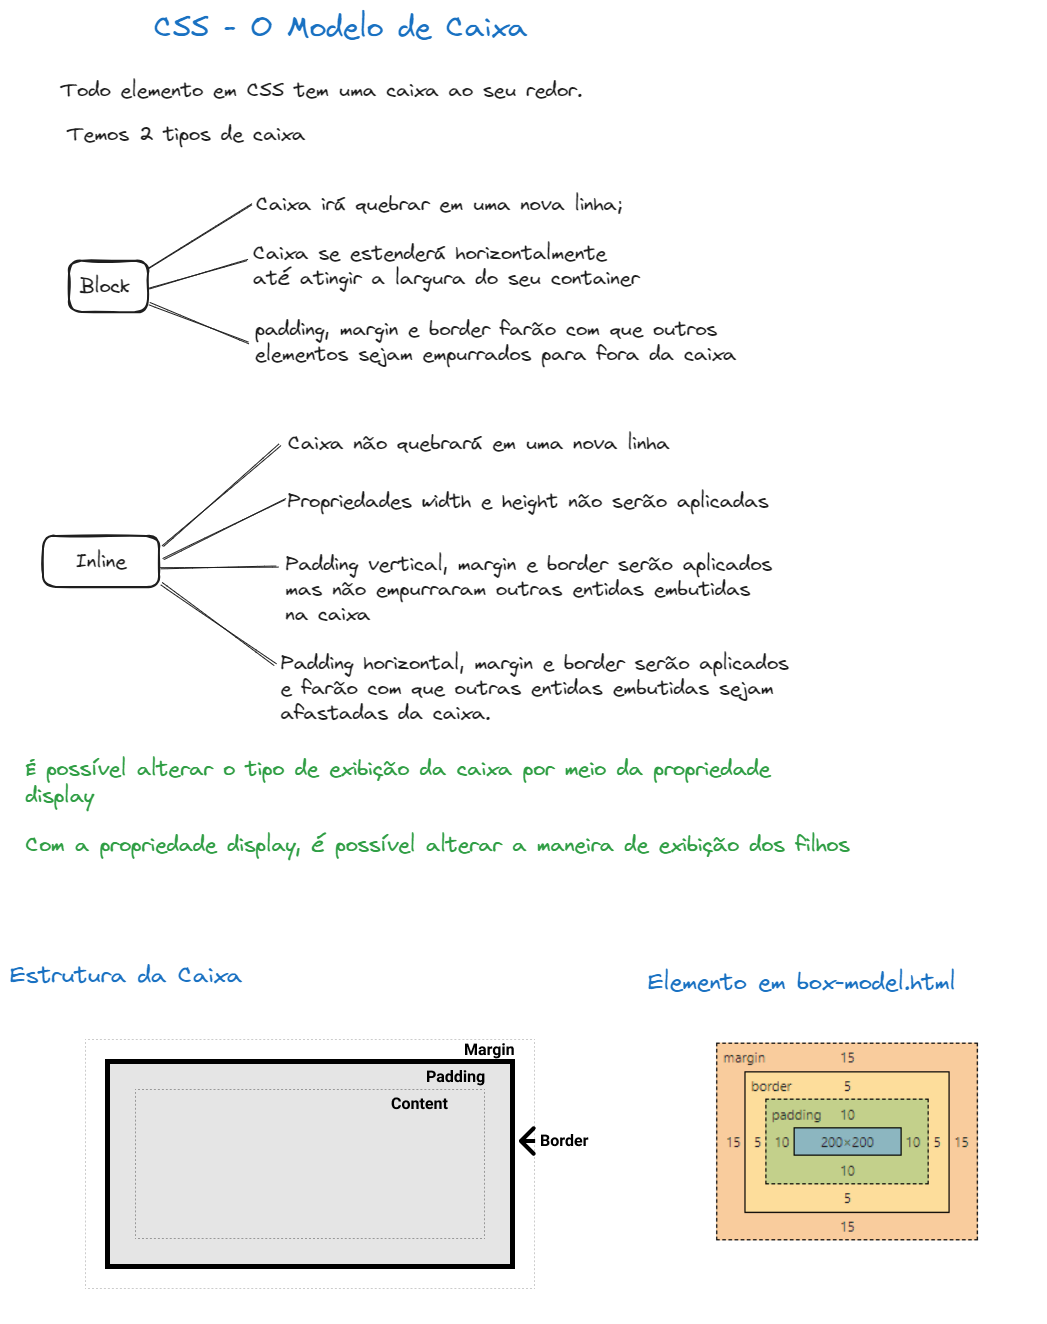 CSS - O Modelo de Caixa
Todo elemento em CSS tem uma caixa ao seu redor.
Temos 2 tipos de caixa
Block
Caixa irá quebrar em uma nova linha;
Caixa se estenderá horizontalmente
até atingir a largura do seu container
padding, margin e border farão com que outros
elementos sejam empurrados para fora da caixa
Inline
Caixa não quebrará em uma nova linha
Propriedades width e height não serão aplicadas
Padding vertical, margin e border serão aplicados
mas não empurraram outras entidas embutidas
na caixa
Padding horizontal, margin e border serão aplicados
e farão com que outras entidas embutidas sejam
afastadas da caixa.
É possível alterar o tipo de exibição da caixa por meio da propriedade
display
Com a propriedade display, é possível alterar a maneira de exibição dos filhos
Estrutura da Caixa
Margin
Padding
Content
Border
Elemento em box-model.html
margin 15
border 5
padding 10
15 5 10 200×200 10 5 15
10
5
15